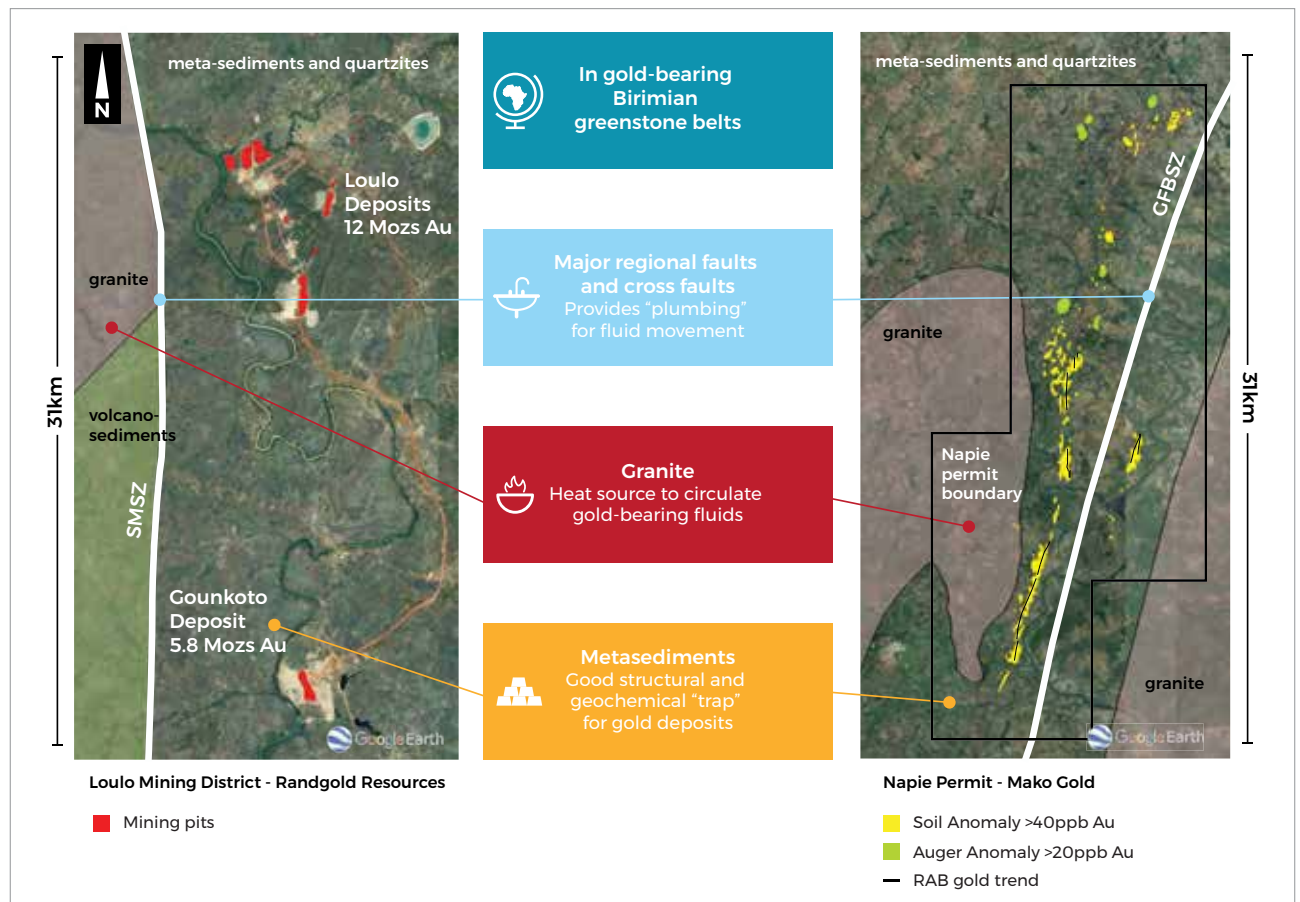 meta-sediments and quartzites
N
Loulo
Deposits
12 Mozs Au
granite
volcano-
sediments
SMSZ
31km
Gounkoto
Deposit
5.8 Mozs Au
Google Earth
Loulo Mining District - Randgold Resources
Mining pits
In gold-bearing
Birimian
greenstone belts
Major regional faults
and cross faults
Provides “plumbing”
for fluid movement
Granite
Heat source to circulate
gold-bearing fluids
Metasediments
Good structural and
geochemical “trap”
for gold deposits
meta-sediments and quartzites
GFBSZ
granite
31km
Napie
permit
boundary
granite
Google Earth
Napie Permit - Mako Gold
Soil Anomaly >40ppb Au
Auger Anomaly >20ppb Au
RAB gold trend